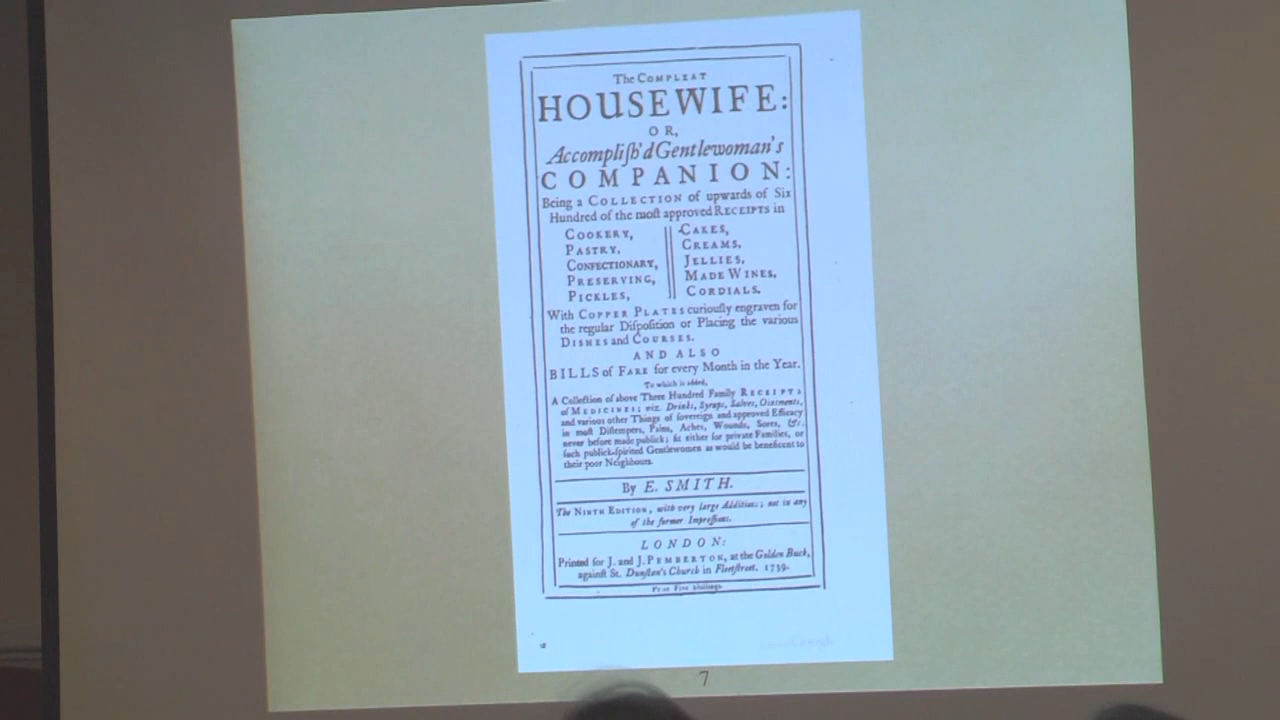 The COMPLEAT
HOUSEWIFE:
OR,
Accompliſh'd Gentlewoman's
COMPANION:
Being a COLLECTION of upwards of Six
Hundred of the moſt approved RECEIPTS in
COOKERY,
PASTRY,
CONFECTIONARY,
PRESERVING,
PICKLES,
CAKES,
CREAMS,
JELLIES,
MADE WINES,
CORDIALS.
With COPPER PLATES curiouſly engraven for
the regular Diſpoſition or Placing the various
DISHES and COURSES.
AND ALSO
BILLS of FARE for every Month in the Year.
To which is added,
A Collection of above Three Hundred Family RECEIPTS
of MEDICINES; viz. Drinks, Syrups, Salves, Ointments,
and various other Things of ſovereign and approved Efficacy
in moſt Diſtempers, Pains, Aches, Wounds, Sores, &c.
never before made publick; fit either for private Families, or
ſuch publick-ſpirited Gentlewomen as would be beneficent to
their poor Neighbours.
By E. SMITH.
The NINTH EDITION, with very large Additions; not in any
of the former Impreſſions.
LONDON:
Printed for J. and J. PEMBERTON, at the Golden Buck,
againſt St. Dunſtan's Church in Fleetſtreet. 1739.
Price Five Shillings.
7